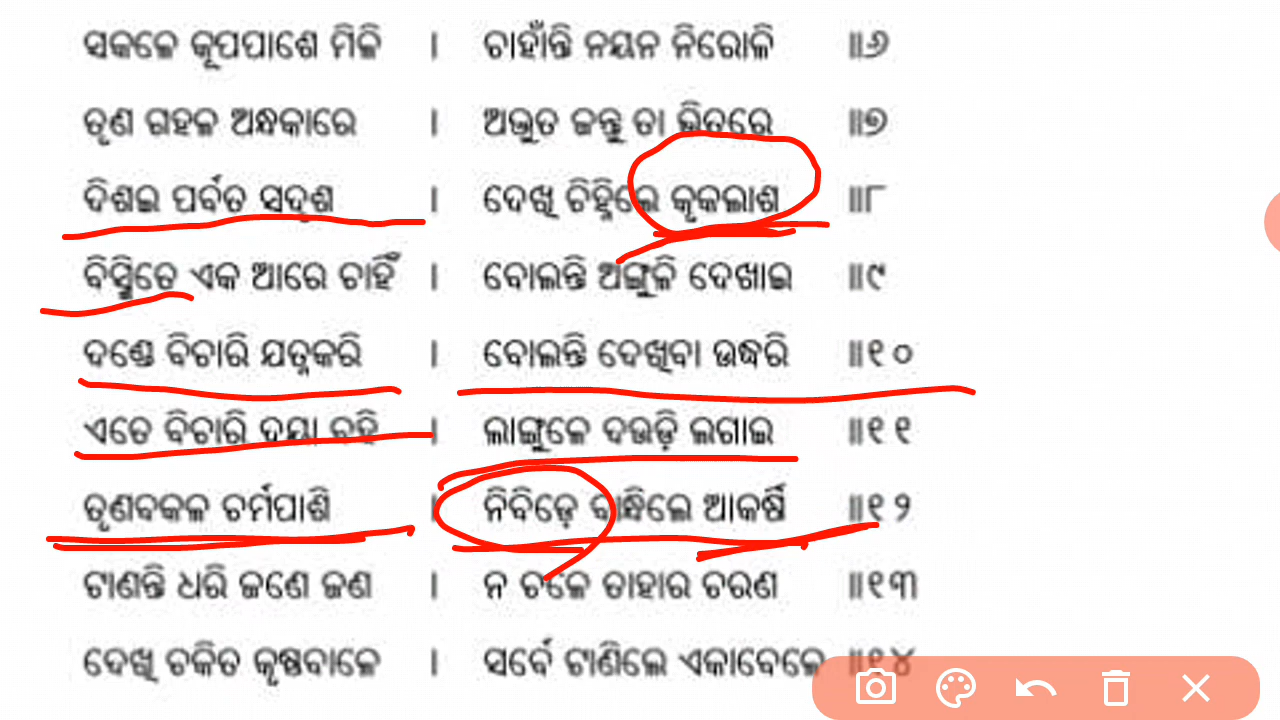 ସକଳେ କୂପପାଶେ ମିଳି | ଚାହାଁନ୍ତି ନୟନ ନିରୋଳି ॥୬
ତୃଣ ଗହଳ ଅନ୍ଧକାରେ | ଅଦ୍ଭୁତ ଜନ୍ତୁ ତା ଭିତରେ ॥୭
ଦିଶଇ ପର୍ବତ ସଦୃଶ | ଦେଖି ଚିହ୍ନିଲେ କୃକଲାଶ ॥୮
ବିସ୍ମିତେ ଏକ ଆରେ ଚାହିଁ | ବୋଲନ୍ତି ଅଙ୍ଗୁଳି ଦେଖାଇ ॥୯
ଦଣ୍ଡେ ବିଚାରି ଯତ୍ନକରି | ବୋଲନ୍ତି ଦେଖିବା ଉଦ୍ଧରି ॥୧୦
ଏତେ ବିଚାରି ଦୟା ବହି | ଲାଙ୍ଗୁଳେ ଦଉଡ଼ି ଲଗାଇ ॥୧୧
ତୃଣବକଳ ଚର୍ମପାଶି | ନିବିଡ଼େ ବାନ୍ଧିଲେ ଆକର୍ଷି ॥୧୨
ଟାଣନ୍ତି ଧରି ଜଣେ ଜଣ | ନ ଚଳେ ତାହାର ଚରଣ ॥୧୩
ଦେଖି ଚକିତ କୃଷ୍ଣବାଳେ | ସର୍ବେ ଟାଣିଲେ ଏକାବେଳେ ॥୧୪